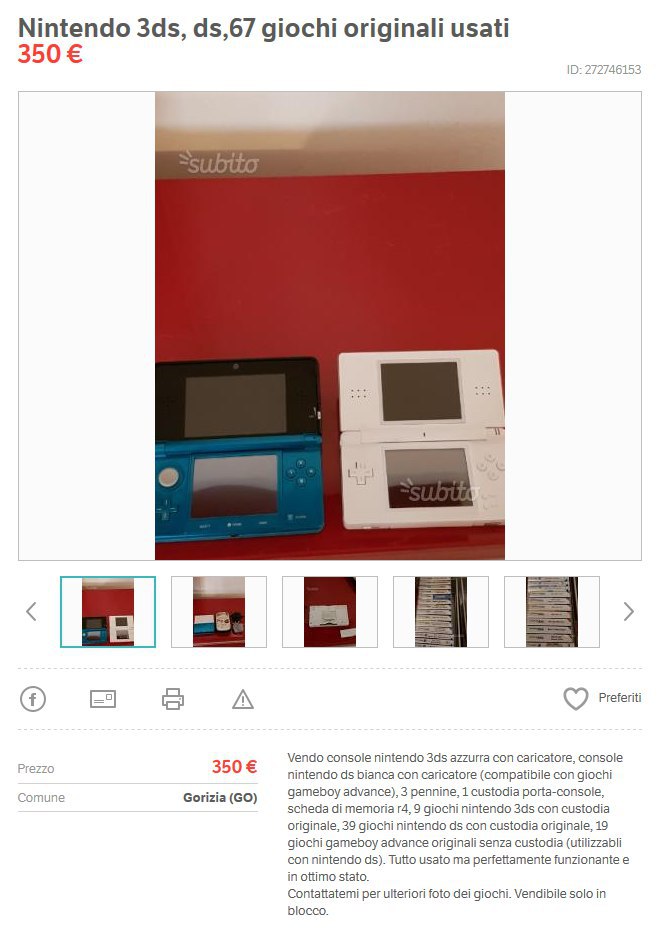 Nintendo 3ds, ds,67 giochi originali usati
350 €
ID: 272746153
subito
subito
Preferiti
Prezzo
350 €
Comune
Gorizia (GO)
Vendo console nintendo 3ds azzurra con caricatore, console
nintendo ds bianca con caricatore (compatibile con giochi
gameboy advance), 3 pennine, 1 custodia porta-console,
scheda di memoria r4, 9 giochi nintendo 3ds con custodia
originale, 39 giochi nintendo ds con custodia originale, 19
giochi gameboy advance originali senza custodia (utilizzabli
con nintendo ds). Tutto usato ma perfettamente funzionante e
in ottimo stato.
Contattatemi per ulteriori foto dei giochi. Vendibile solo in
blocco.